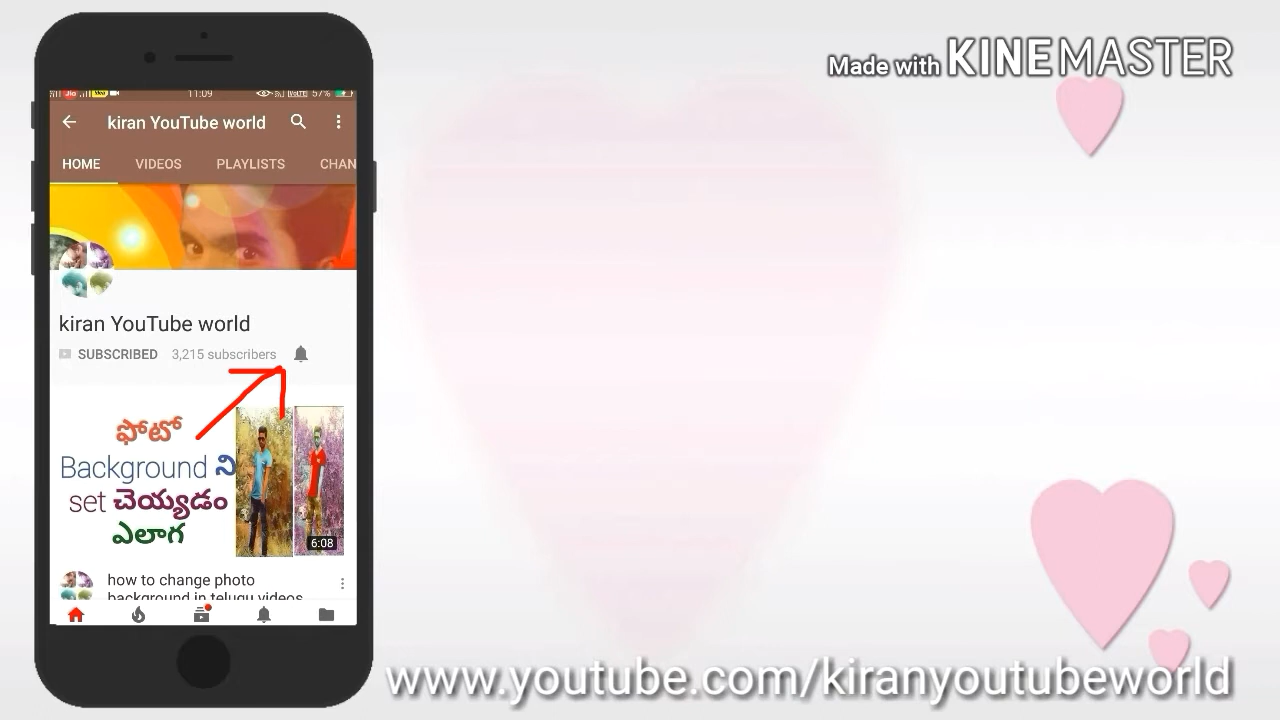 Made with KINEMASTER
11:09
57%
kiran YouTube world
HOME VIDEOS PLAYLISTS CHAN
kiran YouTube world
SUBSCRIBED 3,215 subscribers
ఫోటో
Background ని
set చెయ్యడం
ఎలాగ
6:08
how to change photo
background in telugu videos
www.youtube.com/kiranyoutubeworld